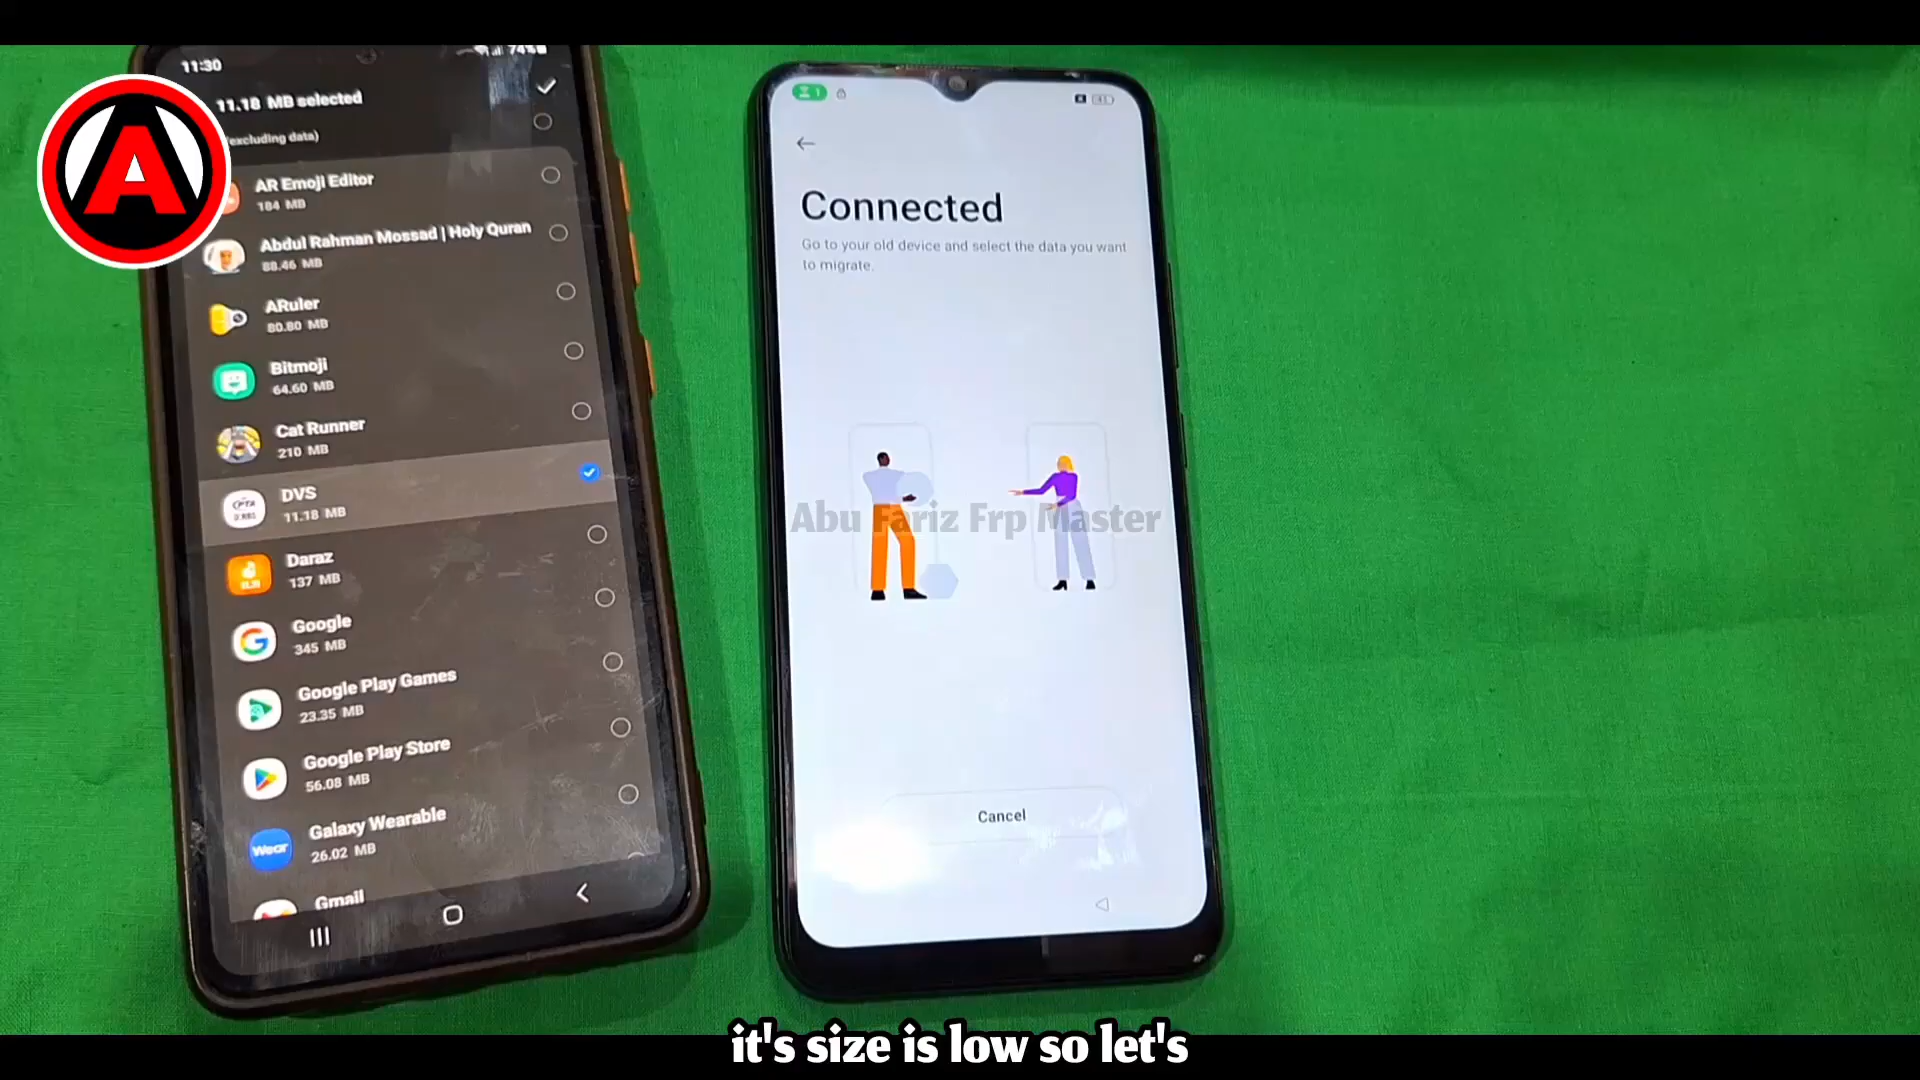 11:30
74%
11.18 MB selected
(excluding data)
AR Emoji Editor
184 MB
Abdul Rahman Mossad | Holy Quran
88.46 MB
ARuler
80.80 MB
Bitmoji
64.60 MB
Cat Runner
210 MB
DVS
11.18 MB
Daraz
137 MB
Google
345 MB
Google Play Games
23.35 MB
Google Play Store
56.08 MB
Wear
Galaxy Wearable
26.02 MB
Gmail
A
1
Connected
Go to your old device and select the data you want
to migrate.
Abu Fariz Frp Master
Cancel
it's size is low so let's